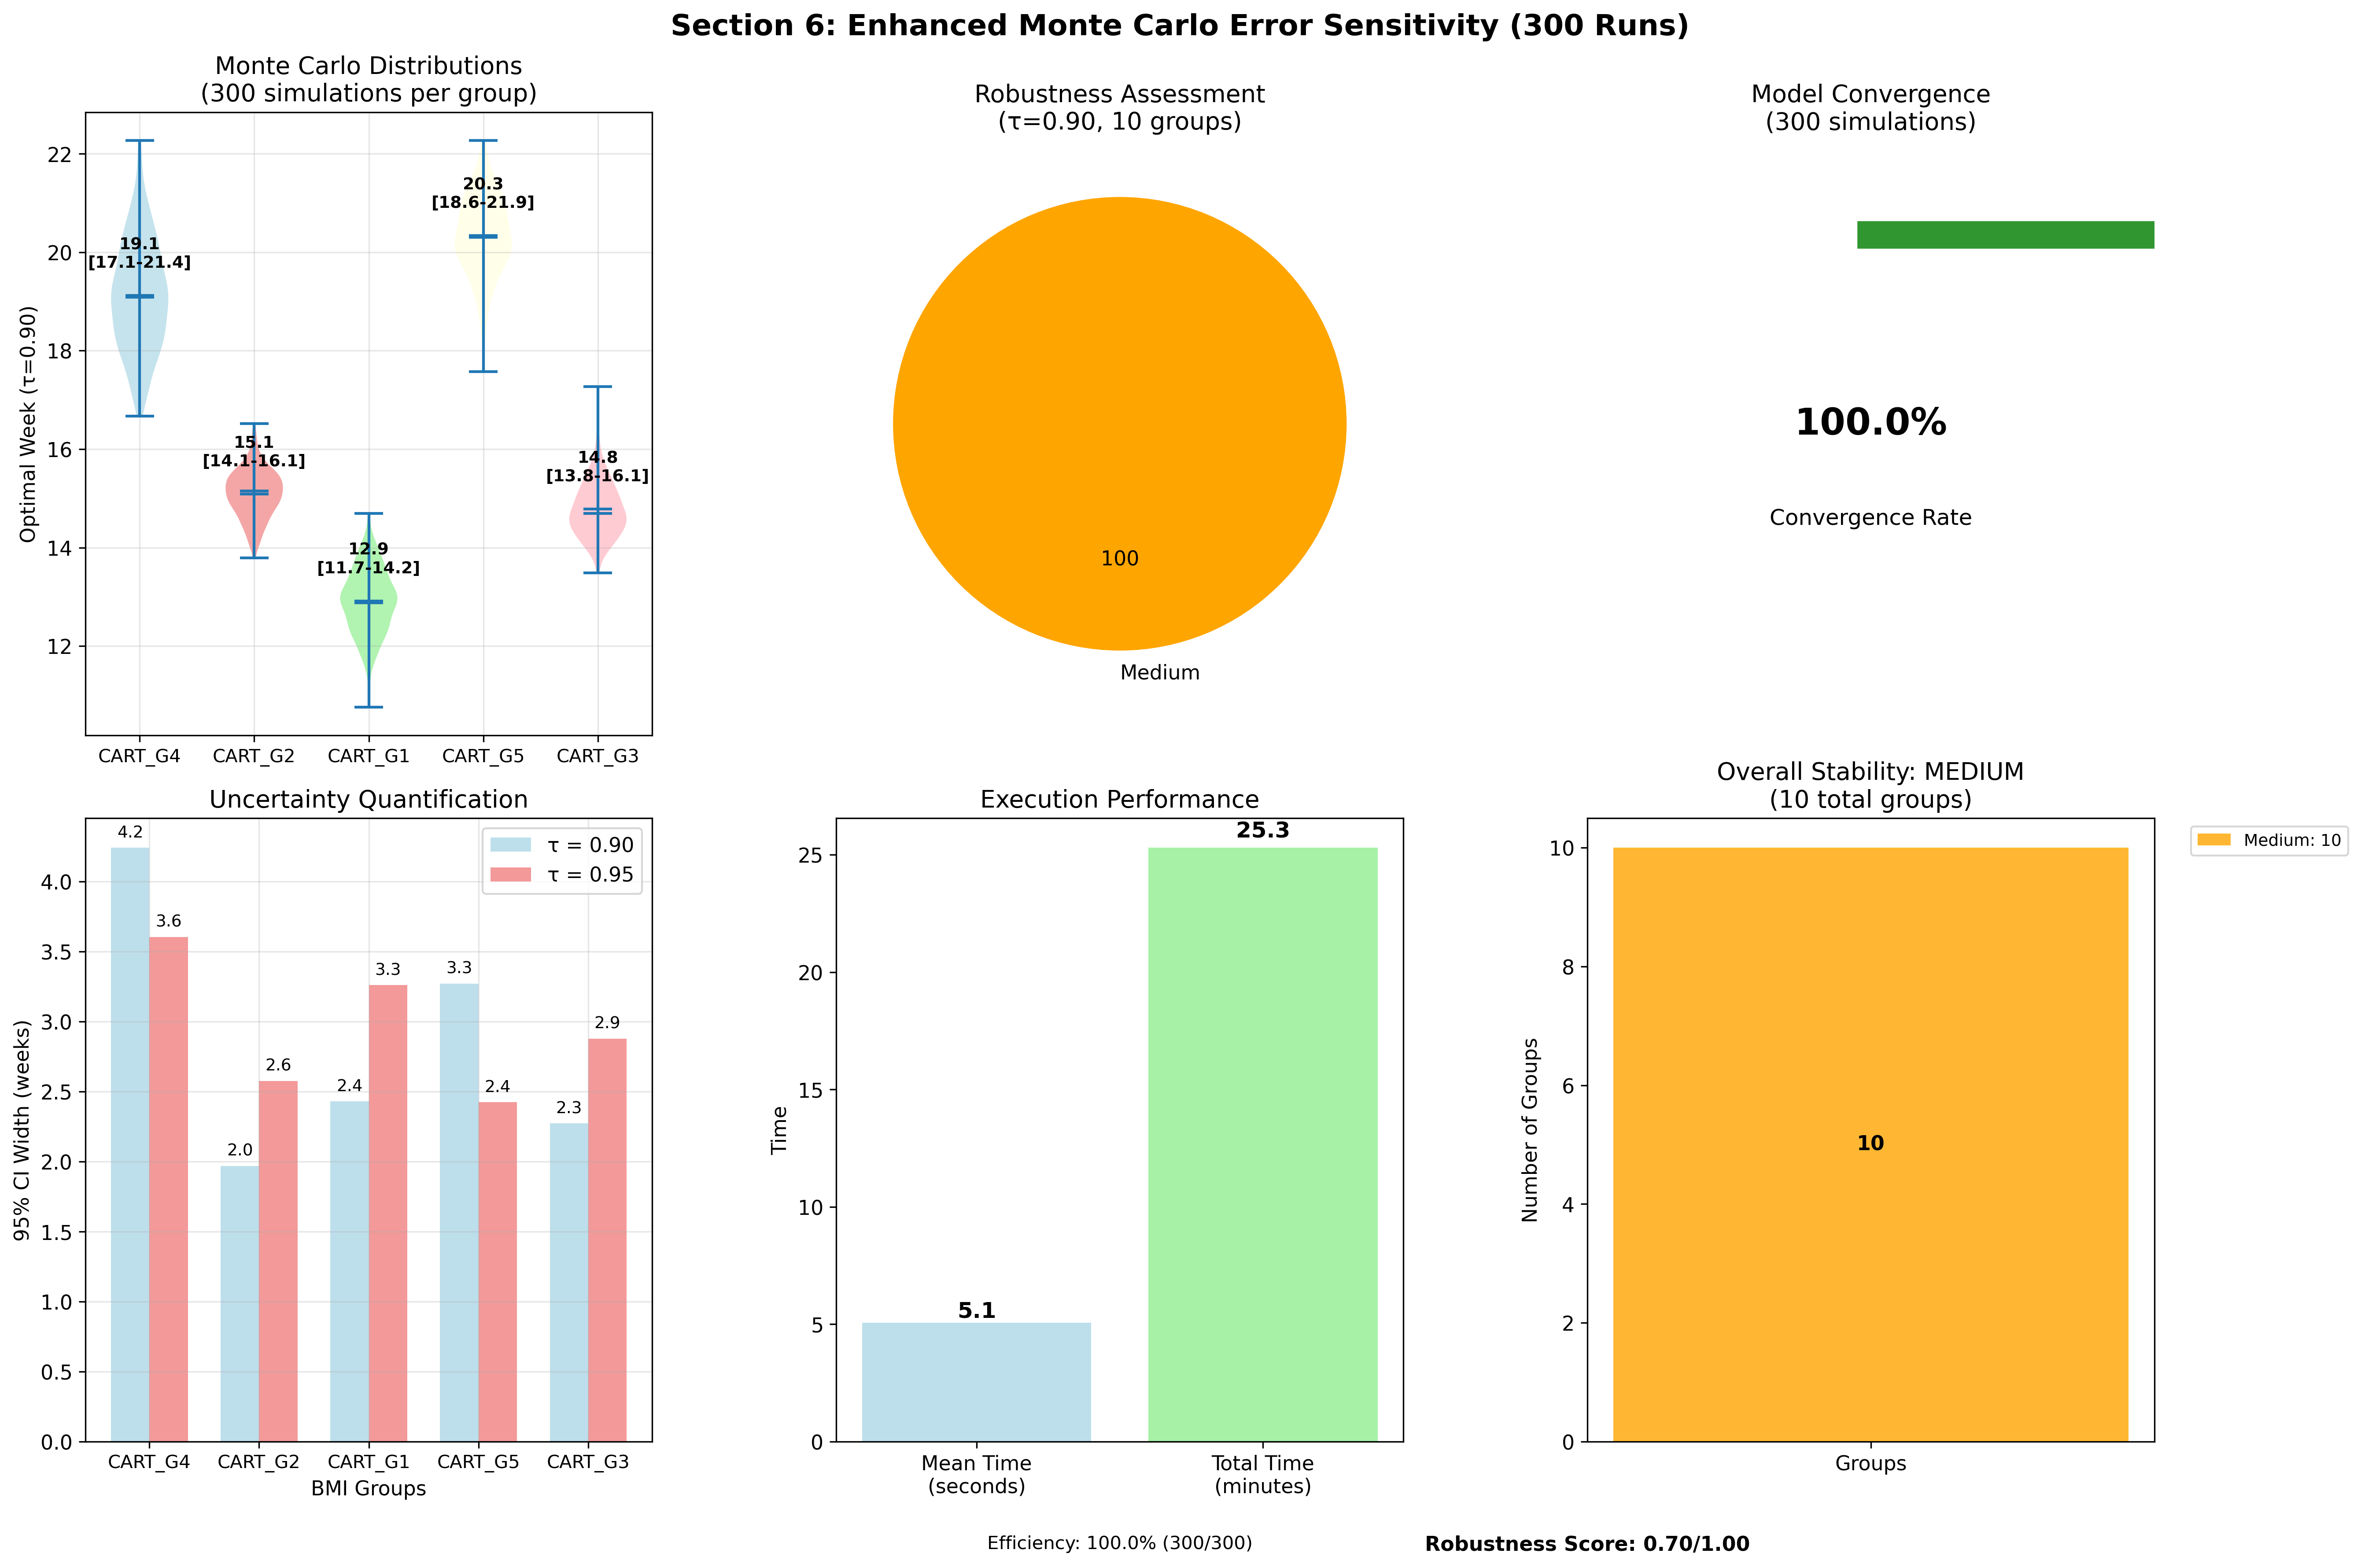 Section 6: Enhanced Monte Carlo Error Sensitivity (300 Runs)
Monte Carlo Distributions
(300 simulations per group)
Optimal Week (τ=0.90)
22
20
18
16
14
12
19.1
[17.1-21.4]
15.1
[14.1-16.1]
12.9
[11.7-14.2]
20.3
[18.6-21.9]
14.8
[13.8-16.1]
CART_G4 CART_G2 CART_G1 CART_G5 CART_G3
Robustness Assessment
(τ=0.90, 10 groups)
100
Medium
Model Convergence
(300 simulations)
100.0%
Convergence Rate
Uncertainty Quantification
95% CI Width (weeks)
4.0
3.5
3.0
2.5
2.0
1.5
1.0
0.5
0.0
τ = 0.90
τ = 0.95
4.2
3.6
2.0
2.6
2.4
3.3
3.3
2.4
2.3
2.9
CART_G4 CART_G2 CART_G1 CART_G5 CART_G3
BMI Groups
Execution Performance
Time
25
20
15
10
5
0
5.1
25.3
Mean Time
(seconds)
Total Time
(minutes)
Overall Stability: MEDIUM
(10 total groups)
Number of Groups
10
8
6
4
2
0
10
Groups
Medium: 10
Efficiency: 100.0% (300/300)
Robustness Score: 0.70/1.00